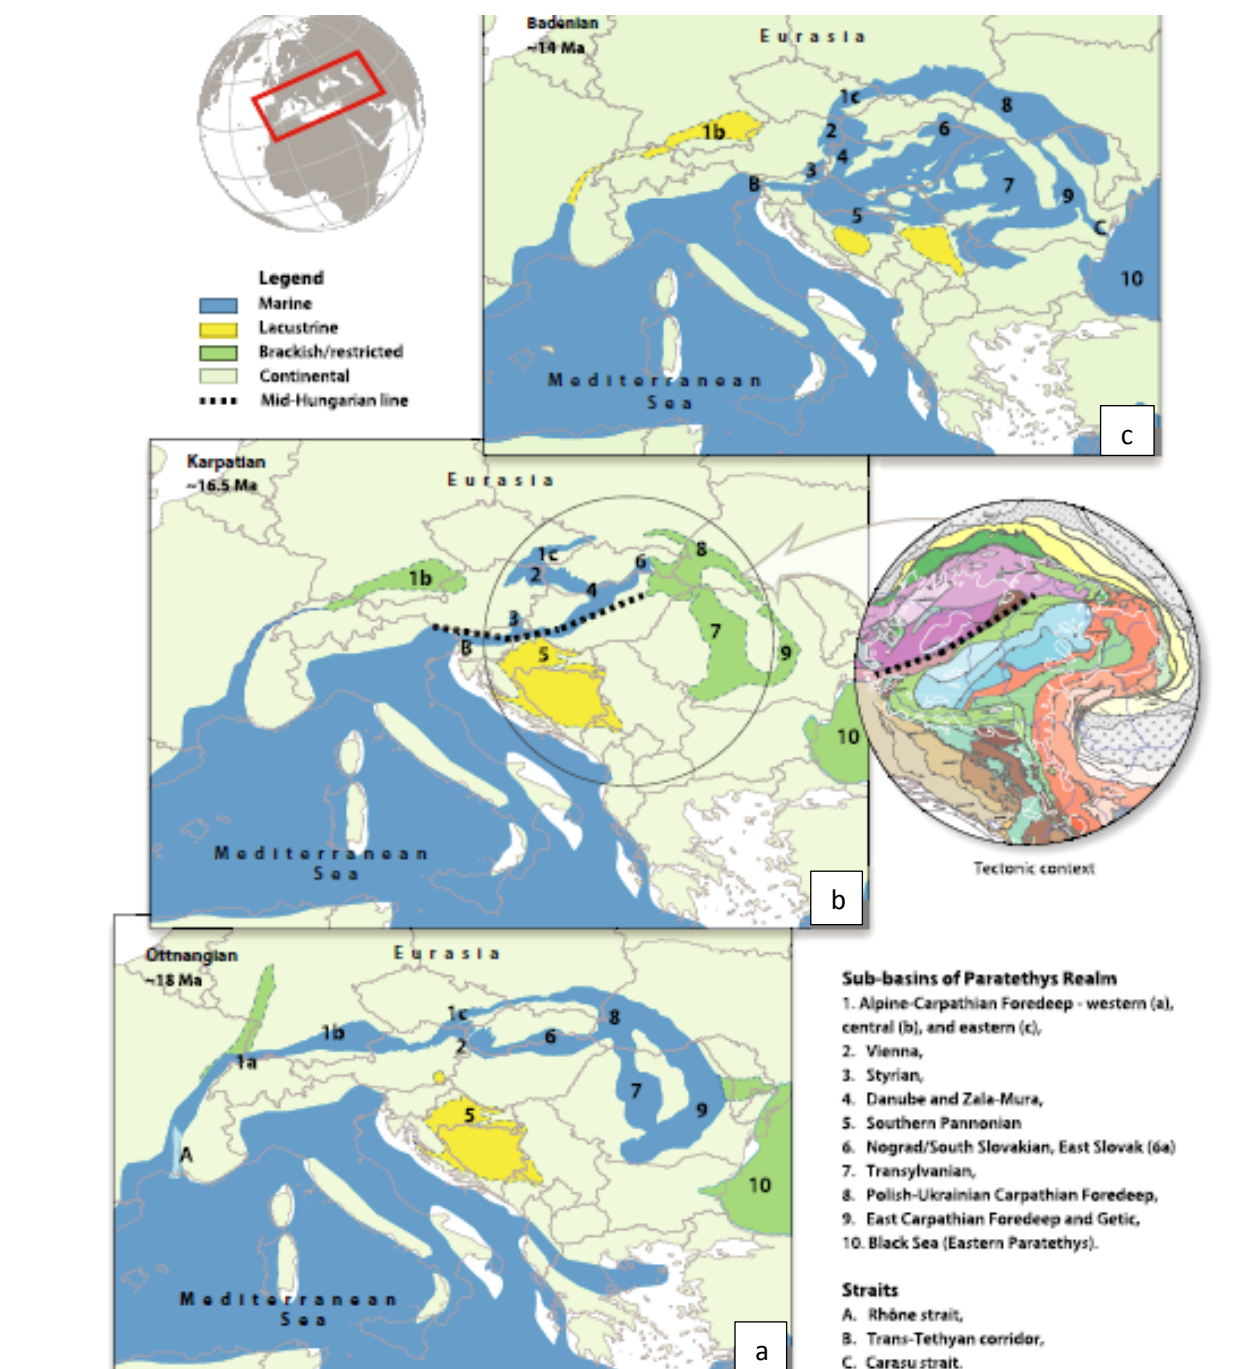 Badenian
~14 Ma
Eurasia
1c
8
2
6
1b
4
3
B
7
9
5
C
10
Mediterranean
Sea
c
Legend
Marine
Lacustrine
Brackish/restricted
Continental
Mid-Hungarian line
Karpatian
~16.5 Ma
Eurasia
1c
8
6
1b
2
4
3
7
B
5
9
10
Mediterranean
Sea
b
Tectonic context
Ottnangian
~18 Ma
Eurasia
1c
8
1b
6
2
1a
7
9
5
A
10
Mediterranean
Sea
a
Sub-basins of Paratethys Realm
1. Alpine-Carpathian Foredeep - western (a),
central (b), and eastern (c),
2. Vienna,
3. Styrian,
4. Danube and Zala-Mura,
5. Southern Pannonian
6. Nograd/South Slovakian, East Slovak (6a)
7. Transylvanian,
8. Polish-Ukrainian Carpathian Foredeep,
9. East Carpathian Foredeep and Getic,
10. Black Sea (Eastern Paratethys).
Straits
A. Rhône strait,
B. Trans-Tethyan corridor,
C. Carasu strait.